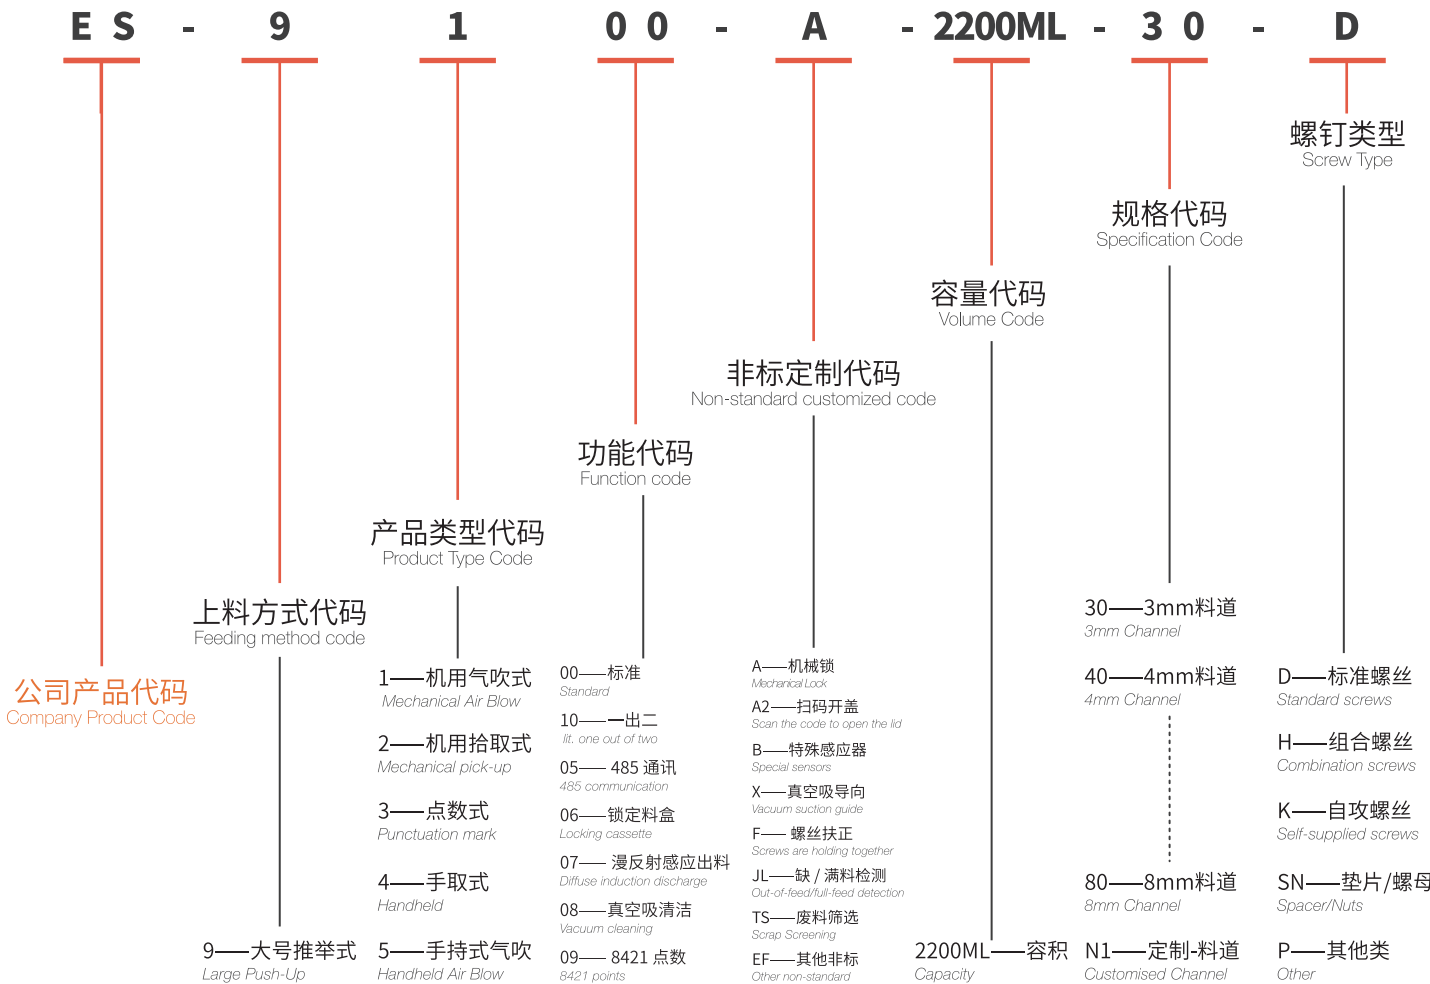 ES - 9 1 00 - A - 2200ML - 30 - D
螺钉类型
Screw Type
规格代码
Specification Code
容量代码
Volume Code
非标定制代码
Non-standard customized code
功能代码
Function code
产品类型代码
Product Type Code
上料方式代码
Feeding method code
公司产品代码
Company Product Code
9——大号推举式
Large Push-Up
1——机用气吹式
Mechanical Air Blow
2——机用拾取式
Mechanical pick-up
3——点数式
Punctuation mark
4——手取式
Handheld
5——手持式气吹
Handheld Air Blow
00——标准
Standard
10——一出二
lit. one out of two
05—— 485 通讯
485 communication
06——锁定料盒
Locking cassette
07—— 漫反射感应出料
Diffuse induction discharge
08——真空吸清洁
Vacuum cleaning
09—— 8421 点数
8421 points
A——机械锁
Mechanical Lock
A2——扫码开盖
Scan the code to open the lid
B——特殊感应器
Special sensors
X——真空吸导向
Vacuum suction guide
F—— 螺丝扶正
Screws are holding together
JL——缺 / 满料检测
Out-of-feed/full-feed detection
TS——废料筛选
Scrap Screening
EF——其他非标
Other non-standard
2200ML——容积
Capacity
30——3mm料道
3mm Channel
40——4mm料道
4mm Channel
80——8mm料道
8mm Channel
N1——定制-料道
Customised Channel
D——标准螺丝
Standard screws
H——组合螺丝
Combination screws
K——自攻螺丝
Self-supplied screws
SN——垫片/螺母
Spacer/Nuts
P——其他类
Other